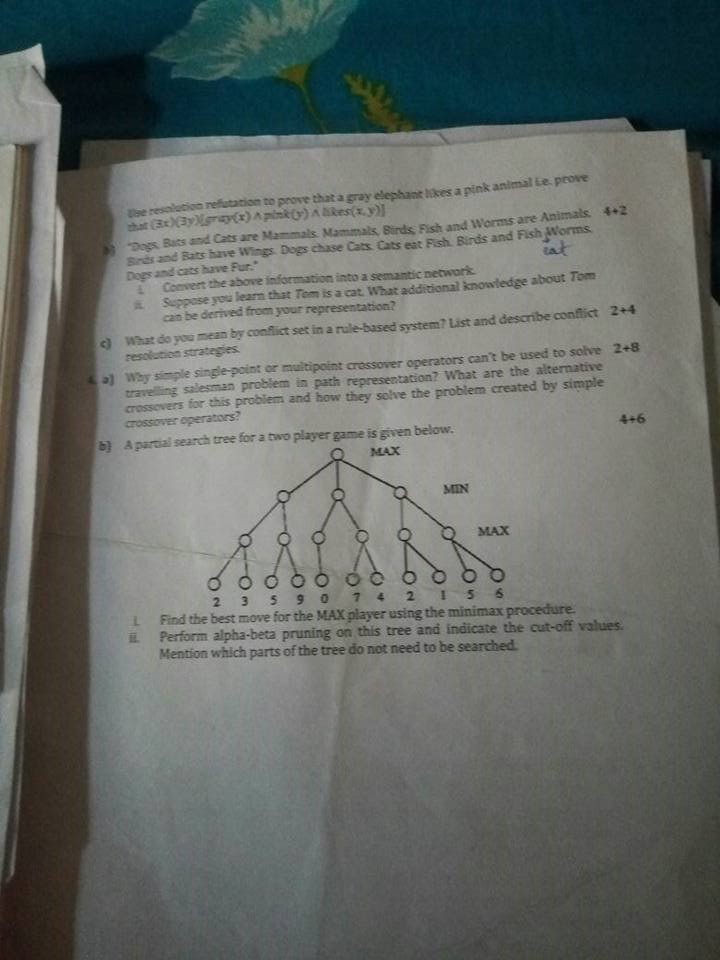 Use resolution refutation to prove that a gray elephant likes a pink animal i.e. prove
that (∃x)(∃y)[gray(x) ∧ pink(y) ∧ likes(x, y)]
b) "Dogs, Bats and Cats are Mammals. Mammals, Birds, Fish and Worms are Animals. 4+2
Birds and Bats have Wings. Dogs chase Cats. Cats eat Fish. Birds and Fish Worms.
eat
Dogs and cats have Fur."
i. Convert the above information into a semantic network.
ii. Suppose you learn that Tom is a cat. What additional knowledge about Tom
can be derived from your representation?
c) What do you mean by conflict set in a rule-based system? List and describe conflict 2+4
resolution strategies.
a) Why simple single-point or multipoint crossover operators can't be used to solve 2+8
travelling salesman problem in path representation? What are the alternative
crossovers for this problem and how they solve the problem created by simple
crossover operators?
b) A partial search tree for a two player game is given below. 4+6
MAX
MIN
MAX
2 3 5 9 0 7 4 2 1 5 6
i. Find the best move for the MAX player using the minimax procedure.
ii. Perform alpha-beta pruning on this tree and indicate the cut-off values.
Mention which parts of the tree do not need to be searched.